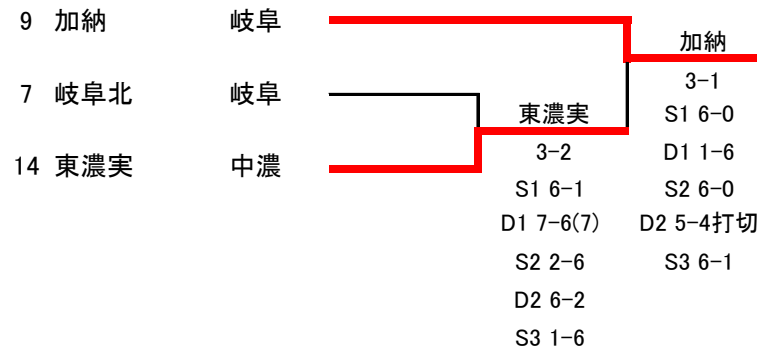 9 加納 岐阜
加納
3-1
7 岐阜北 岐阜
東濃実
S1 6-0
14 東濃実 中濃
3-2
D1 1-6
S1 6-1
S2 6-0
D1 7-6(7)
D2 5-4打切
S2 2-6
S3 6-1
D2 6-2
S3 1-6